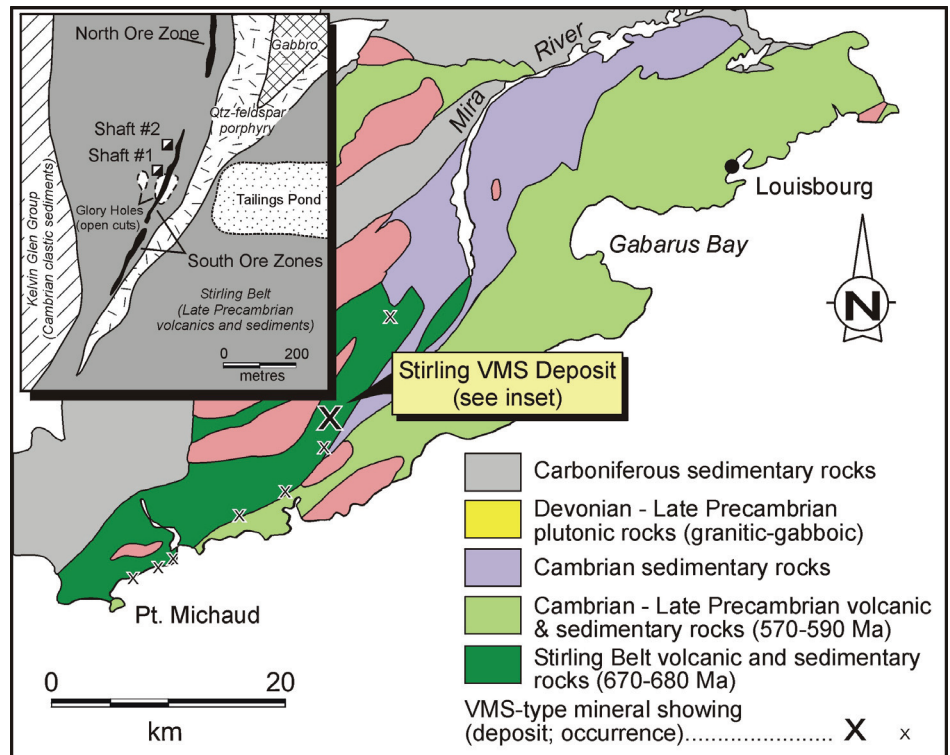 North Ore Zone
Gabbro
Qtz-feldspar
porphyry
Shaft #2
Shaft #1
Glory Holes
(open cuts)
Tailings Pond
South Ore Zones
Kelvin Glen Group
(Cambrian clastic sediments)
Stirling Belt
(Late Precambrian
volcanics and sediments)
0 200
metres
Mira River
Louisbourg
Gabarus Bay
N
Stirling VMS Deposit
(see inset)
X
x
x
x
x
x
x
x
Pt. Michaud
0 20
km
Carboniferous sedimentary rocks
Devonian - Late Precambrian
plutonic rocks (granitic-gabboic)
Cambrian sedimentary rocks
Cambrian - Late Precambrian volcanic
& sedimentary rocks (570-590 Ma)
Stirling Belt volcanic and sedimentary
rocks (670-680 Ma)
VMS-type mineral showing
(deposit; occurrence)....................... X x